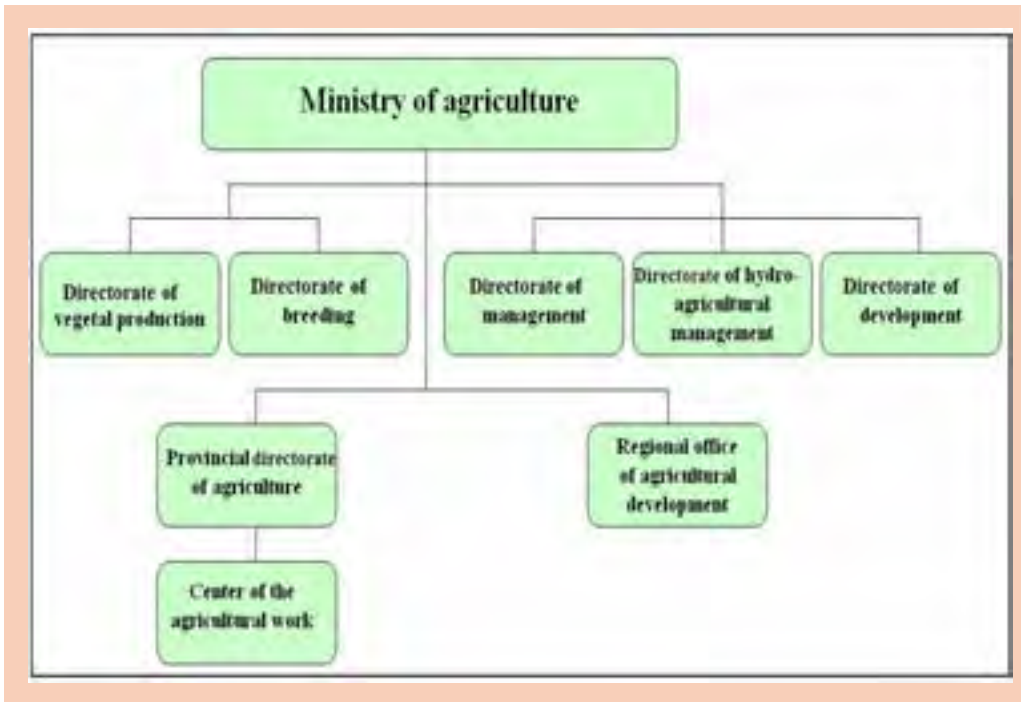 Ministry of agriculture
Directorate of
vegetal production
Directorate of
breeding
Directorate of
management
Directorate of hydro-
agricultural
management
Directorate of
development
Provincial directorate
of agriculture
Regional office
of agricultural
development
Center of the
agricultural work